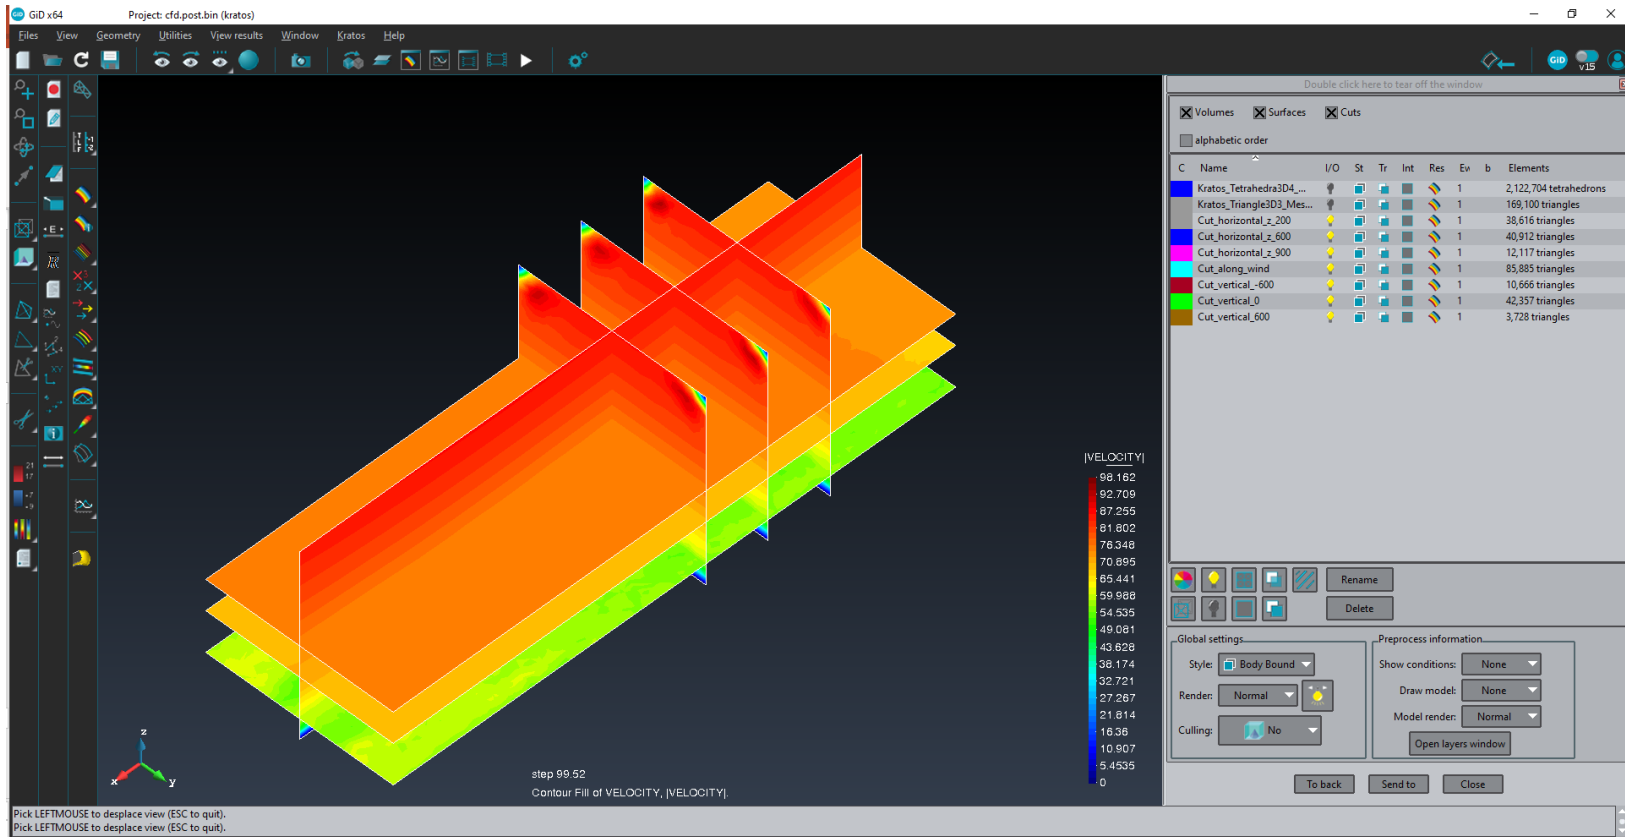 GiD x64 Project: cfd.post.bin (kratos)
Files View Geometry Utilities View results Window Kratos Help
GiD v15
Double click here to tear off the window
Volumes Surfaces Cuts
alphabetic order
C Name I/O St Tr Int Res Ev b Elements
Kratos_Tetrahedra3D4_... 1 2,122,704 tetrahedrons
Kratos_Triangle3D3_Mes... 1 169,100 triangles
Cut_horizontal_z_200 1 38,616 triangles
Cut_horizontal_z_600 1 40,912 triangles
Cut_horizontal_z_900 1 12,117 triangles
Cut_along_wind 1 85,885 triangles
Cut_vertical_-600 1 10,666 triangles
Cut_vertical_0 1 42,357 triangles
Cut_vertical_600 1 3,728 triangles
|VELOCITY|
98.162
92.709
87.255
81.802
76.348
70.895
65.441
59.988
54.535
49.081
43.628
38.174
32.721
27.267
21.814
16.36
10.907
5.4535
0
z
x
y
step 99.52
Contour Fill of VELOCITY, |VELOCITY|.
Rename
Delete
Global settings
Style: Body Bound
Render: Normal
Culling: No
Preprocess information
Show conditions: None
Draw model: None
Model render: Normal
Open layers window
To back Send to Close
Pick LEFTMOUSE to desplace view (ESC to quit).
Pick LEFTMOUSE to desplace view (ESC to quit).